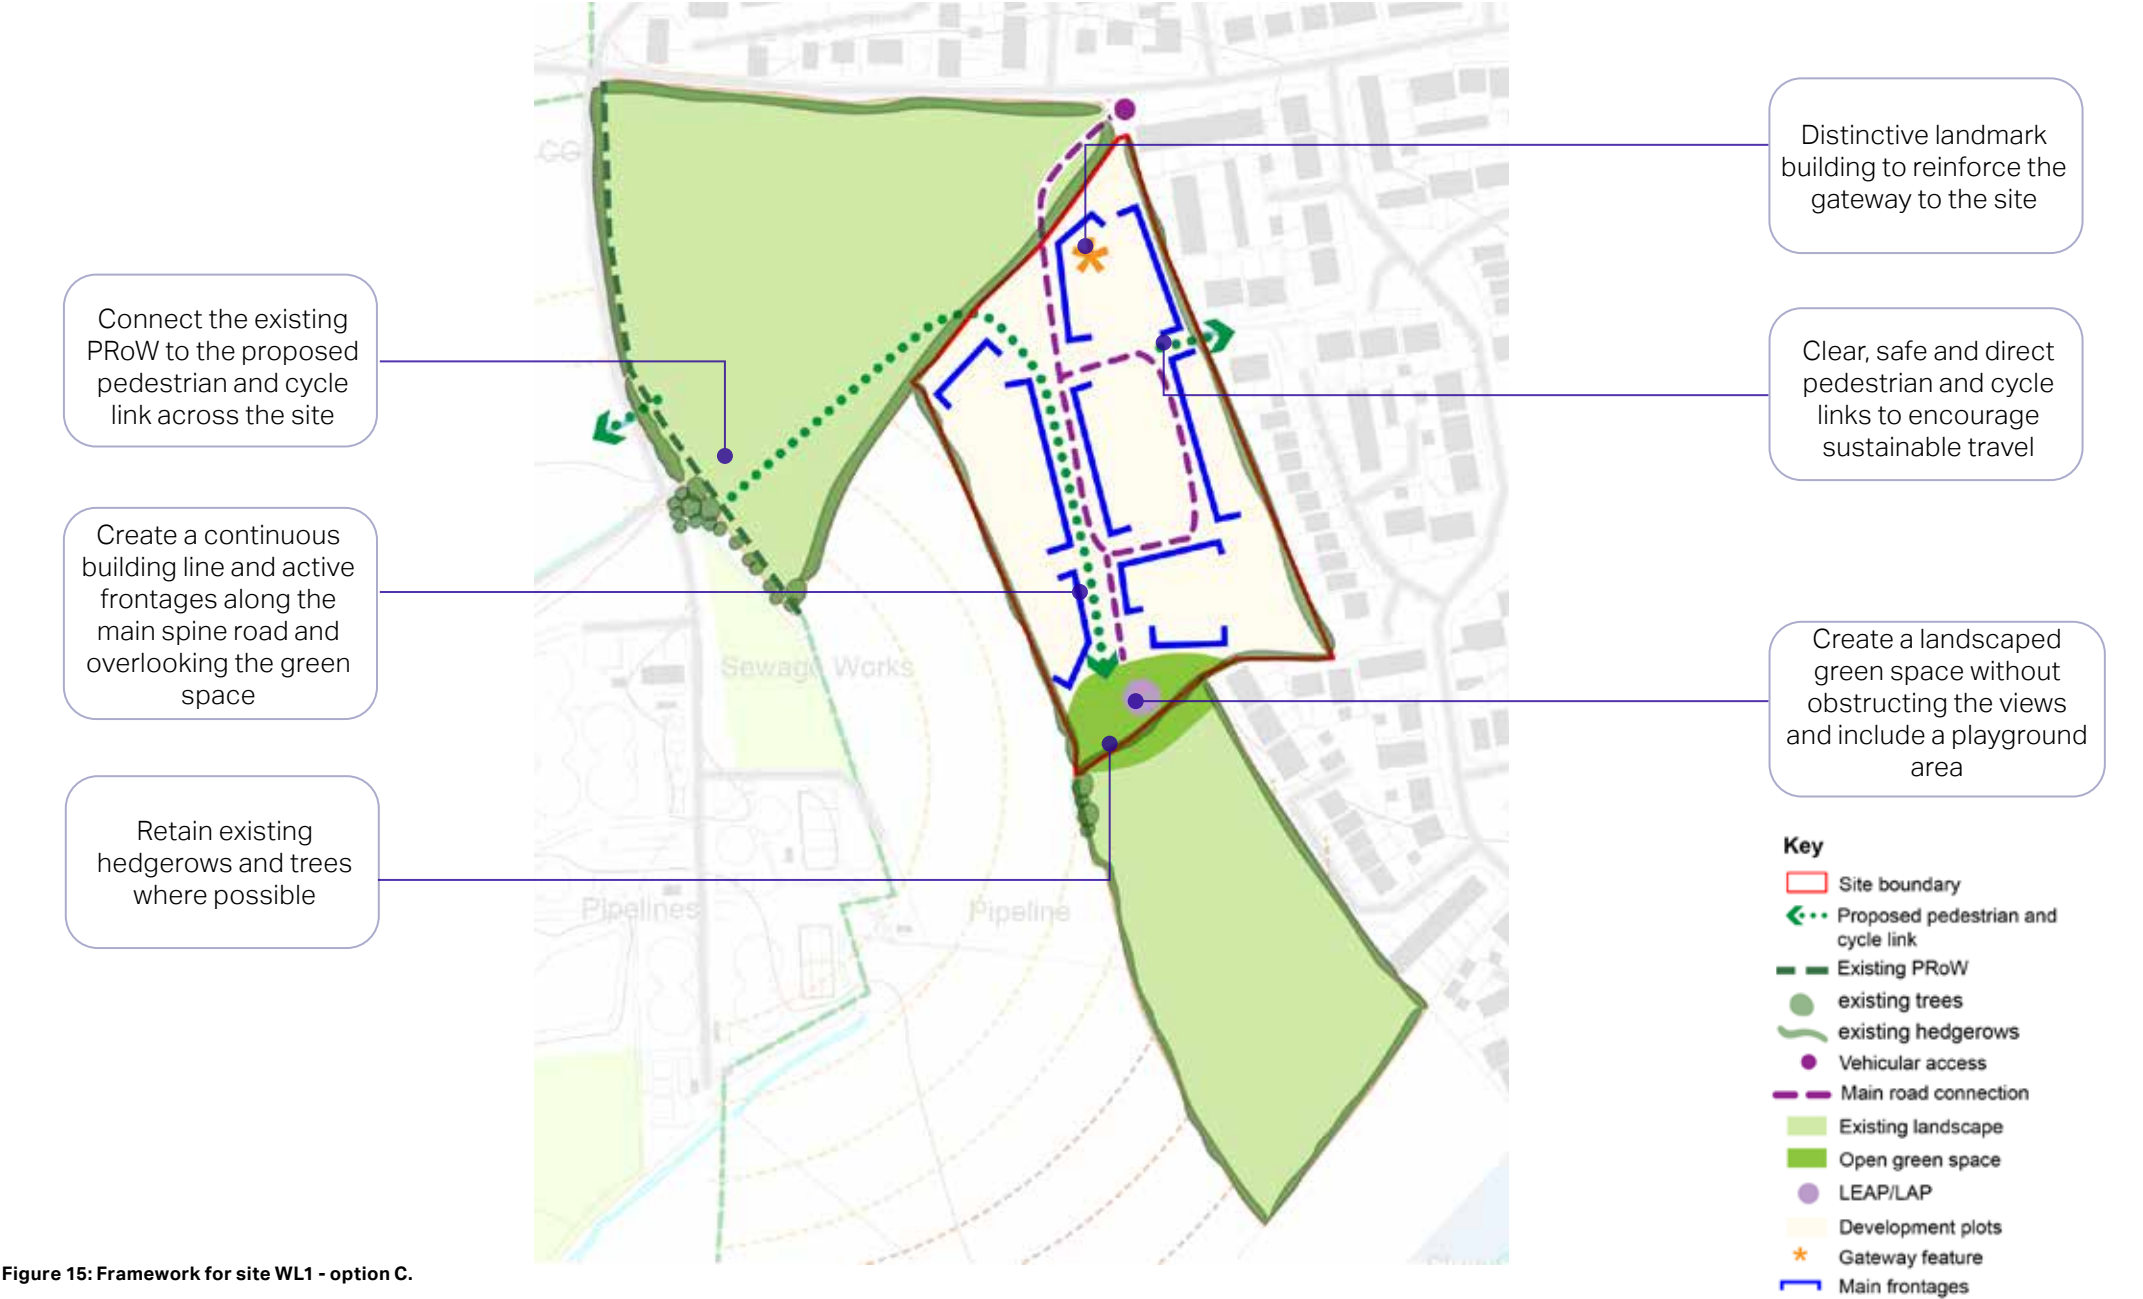 Distinctive landmark
building to reinforce the
gateway to the site
Connect the existing
PRoW to the proposed
pedestrian and cycle
link across the site
Clear, safe and direct
pedestrian and cycle
links to encourage
sustainable travel
Create a continuous
building line and active
frontages along the
main spine road and
overlooking the green
space
Create a landscaped
green space without
obstructing the views
and include a playground
area
Retain existing
hedgerows and trees
where possible
CG
Sewage Works
Pipelines
Pipeline
Key
Site boundary
Proposed pedestrian and
cycle link
Existing PRoW
existing trees
existing hedgerows
Vehicular access
Main road connection
Existing landscape
Open green space
LEAP/LAP
Development plots
Gateway feature
Main frontages
Figure 15: Framework for site WL1 - option C.